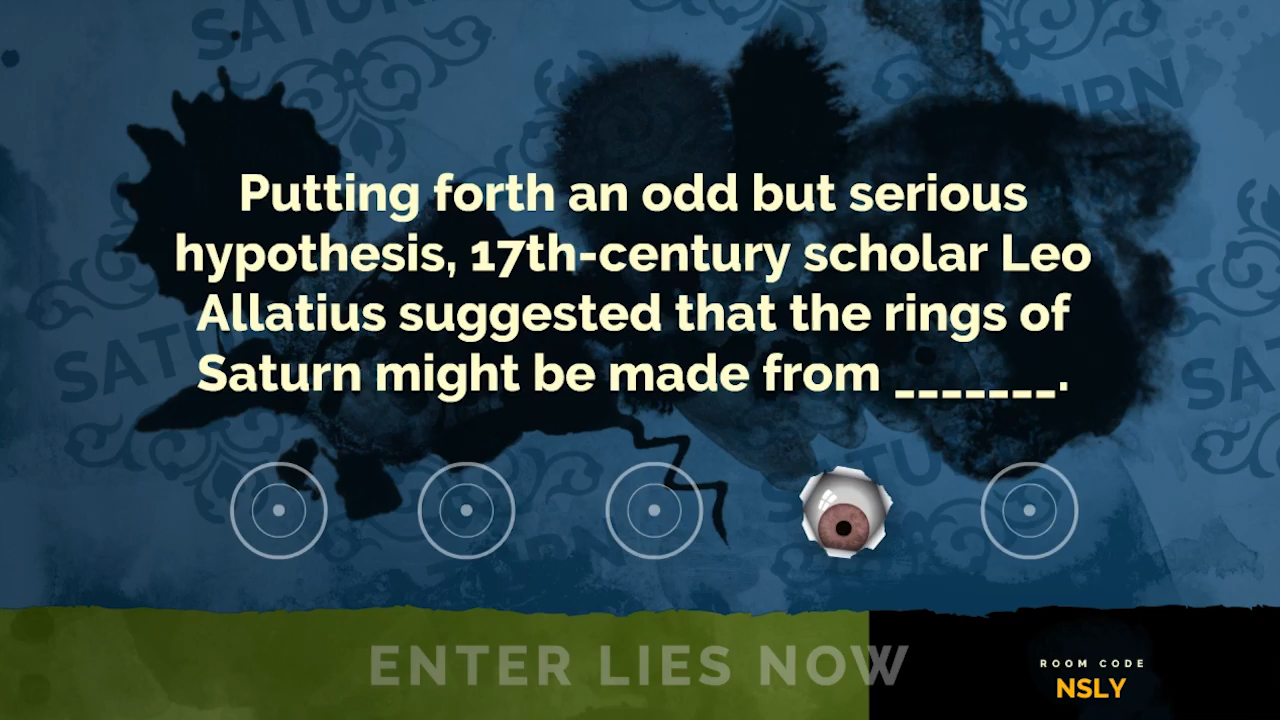 SATURN
Putting forth an odd but serious
hypothesis, 17th-century scholar Leo
Allatius suggested that the rings of
Saturn might be made from _______.
ENTER LIES NOW
ROOM CODE
NSLY